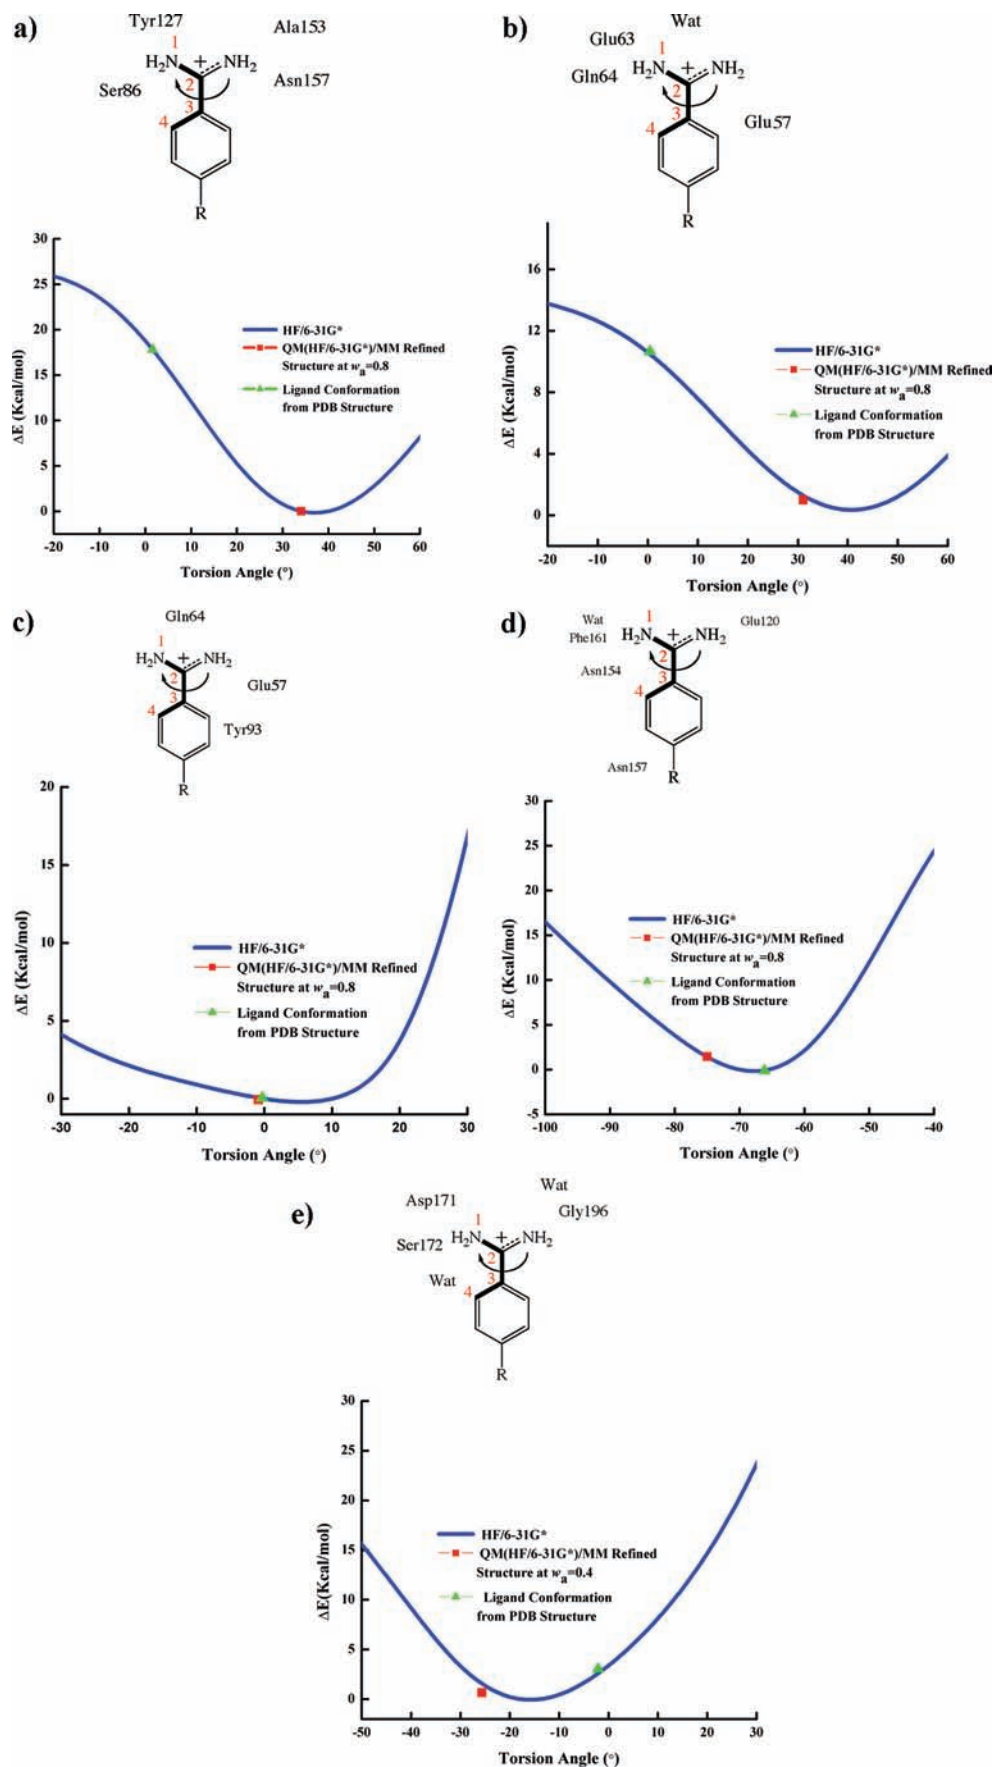 a)
Tyr127
Ala153
1
H2N + NH2
2
Asn157
Ser86
3
4
R
30
25
20
15
10
5
0
-20 -10 0 10 20 30 40 50 60
ΔE (Kcal/mol)
Torsion Angle (°)
HF/6-31G*
QM(HF/6-31G*)/MM Refined
Structure at wa=0.8
Ligand Conformation
from PDB Structure
b)
Wat
Glu63
1
H2N + NH2
Gln64
2
3
Glu57
4
R
16
12
8
4
0
-20 -10 0 10 20 30 40 50 60
ΔE (Kcal/mol)
Torsion Angle (°)
HF/6-31G*
QM(HF/6-31G*)/MM Refined
Structure at wa=0.8
Ligand Conformation
from PDB Structure
c)
Gln64
1
H2N + NH2
2
Glu57
3
4
Tyr93
R
20
15
10
5
0
-30 -20 -10 0 10 20 30
ΔE (Kcal/mol)
Torsion Angle (°)
HF/6-31G*
QM(HF/6-31G*)/MM Refined
Structure at wa=0.8
Ligand Conformation
from PDB Structure
d)
Wat
1
Glu120
Phe161
H2N + NH2
2
Asn154
3
4
Asn157
R
30
25
20
15
10
5
0
-5
-100 -90 -80 -70 -60 -50 -40
ΔE (Kcal/mol)
Torsion Angle (°)
HF/6-31G*
QM(HF/6-31G*)/MM Refined
Structure at wa=0.8
Ligand Conformation
from PDB Structure
e)
Wat
Asp171
Gly196
1
H2N + NH2
Ser172
2
Wat
3
4
R
30
25
20
15
10
5
0
-50 -40 -30 -20 -10 0 10 20 30
ΔE(Kcal/mol)
Torsion Angle (°)
HF/6-31G*
QM(HF/6-31G*)/MM Refined
Structure at wa=0.4
Ligand Conformation
from PDB Structure